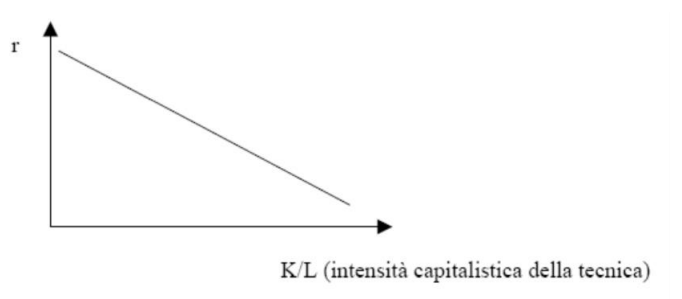 r
K/L (intensità capitalistica della tecnica)